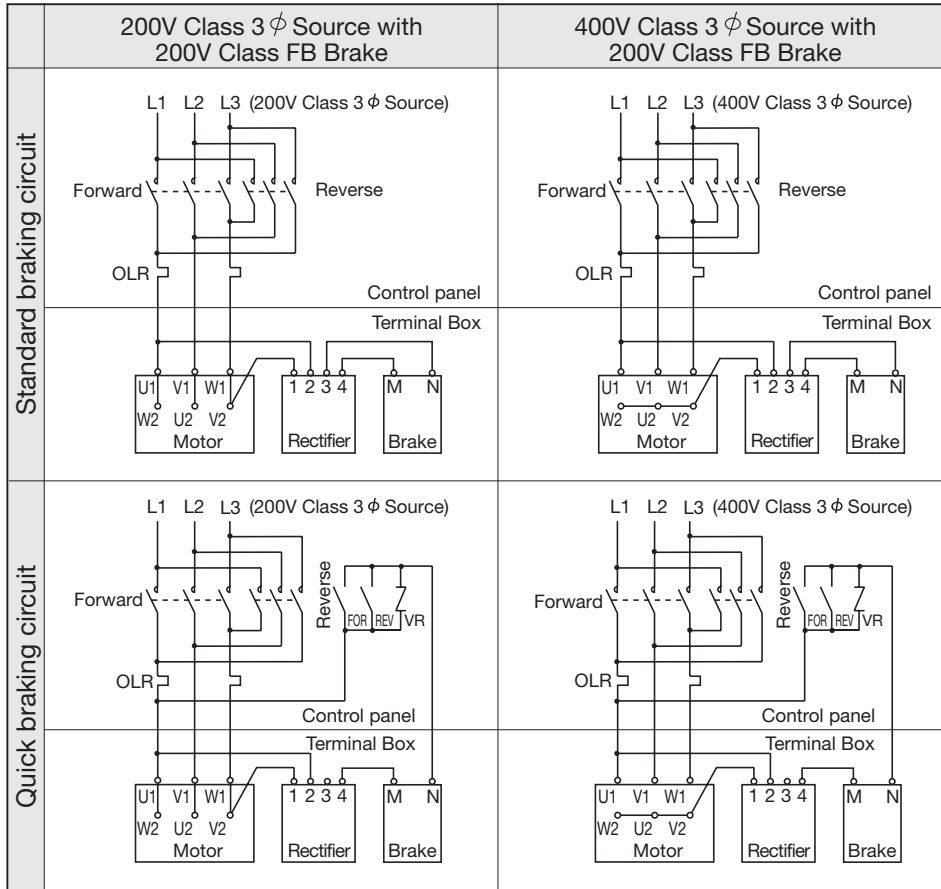 200V Class 3 ϕ Source with
200V Class FB Brake
400V Class 3 ϕ Source with
200V Class FB Brake
Standard braking circuit
L1 L2 L3 (200V Class 3 ϕ Source)
Forward Reverse
OLR
Control panel
Terminal Box
U1 V1 W1 1 2 3 4 M N
W2 U2 V2
Motor Rectifier Brake
L1 L2 L3 (400V Class 3 ϕ Source)
Forward Reverse
OLR
Control panel
Terminal Box
U1 V1 W1 1 2 3 4 M N
W2 U2 V2
Motor Rectifier Brake
Quick braking circuit
L1 L2 L3 (200V Class 3 ϕ Source)
Forward Reverse FOR REV VR
OLR
Control panel
Terminal Box
U1 V1 W1 1 2 3 4 M N
W2 U2 V2
Motor Rectifier Brake
L1 L2 L3 (400V Class 3 ϕ Source)
Forward Reverse FOR REV VR
OLR
Control panel
Terminal Box
U1 V1 W1 1 2 3 4 M N
W2 U2 V2
Motor Rectifier Brake